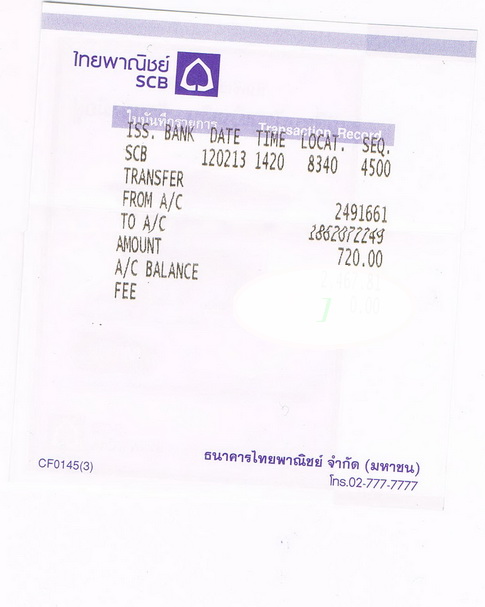 ไทยพาณิชย์
SCB
ใบบันทึกรายการ Transaction Record
ISS. BANK DATE TIME LOCAT. SEQ.
SCB 120213 1420 8340 4500
TRANSFER
FROM A/C 2491661
TO A/C 1862072249
AMOUNT 720.00
A/C BALANCE
FEE 0.00
CF0145(3)
ธนาคารไทยพาณิชย์ จำกัด (มหาชน)
โทร.02-777-7777